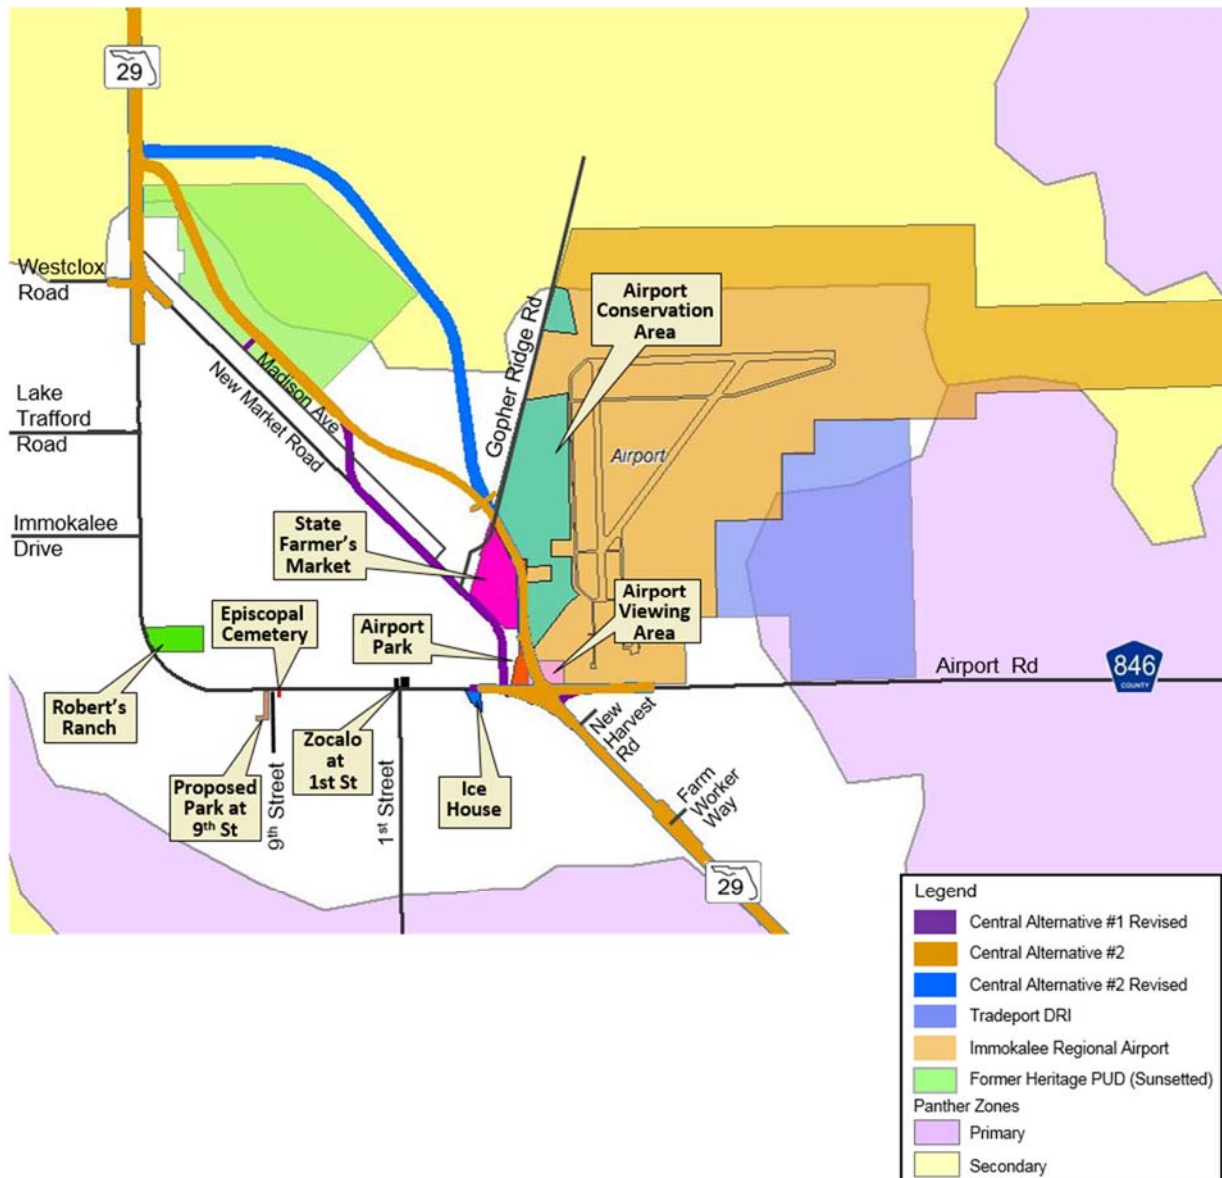 29
Westclox
Road
Gopher Ridge Rd
Airport
Conservation
Area
Madison Ave
New Market Road
Lake
Trafford
Road
Airport
Immokalee
Drive
State
Farmer's
Market
Episcopal
Cemetery
Airport
Park
Airport
Viewing
Area
Airport Rd
846
COUNTY
Robert's
Ranch
Proposed
Park at
9th St
9th Street
Zocalo
at
1st St
1st Street
Ice
House
New
Harvest
Rd
Farm
Worker
Way
29
Legend
Central Alternative #1 Revised
Central Alternative #2
Central Alternative #2 Revised
Tradeport DRI
Immokalee Regional Airport
Former Heritage PUD (Sunsetted)
Panther Zones
Primary
Secondary